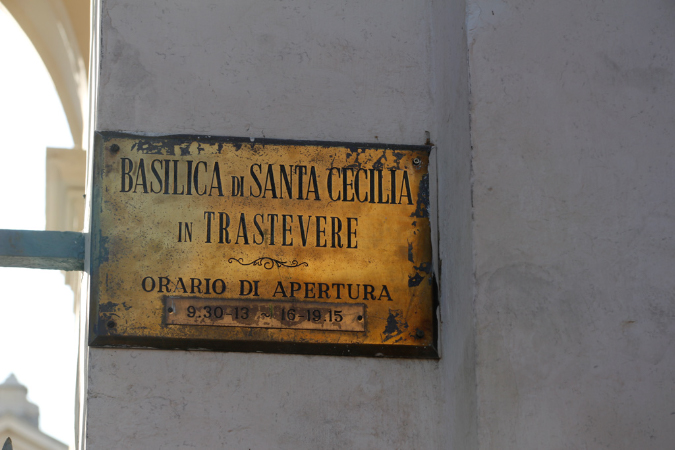 BASILICA DI SANTA CECILIA
IN TRASTEVERE
ORARIO DI APERTURA
9.30-13 ~ 16-19.15